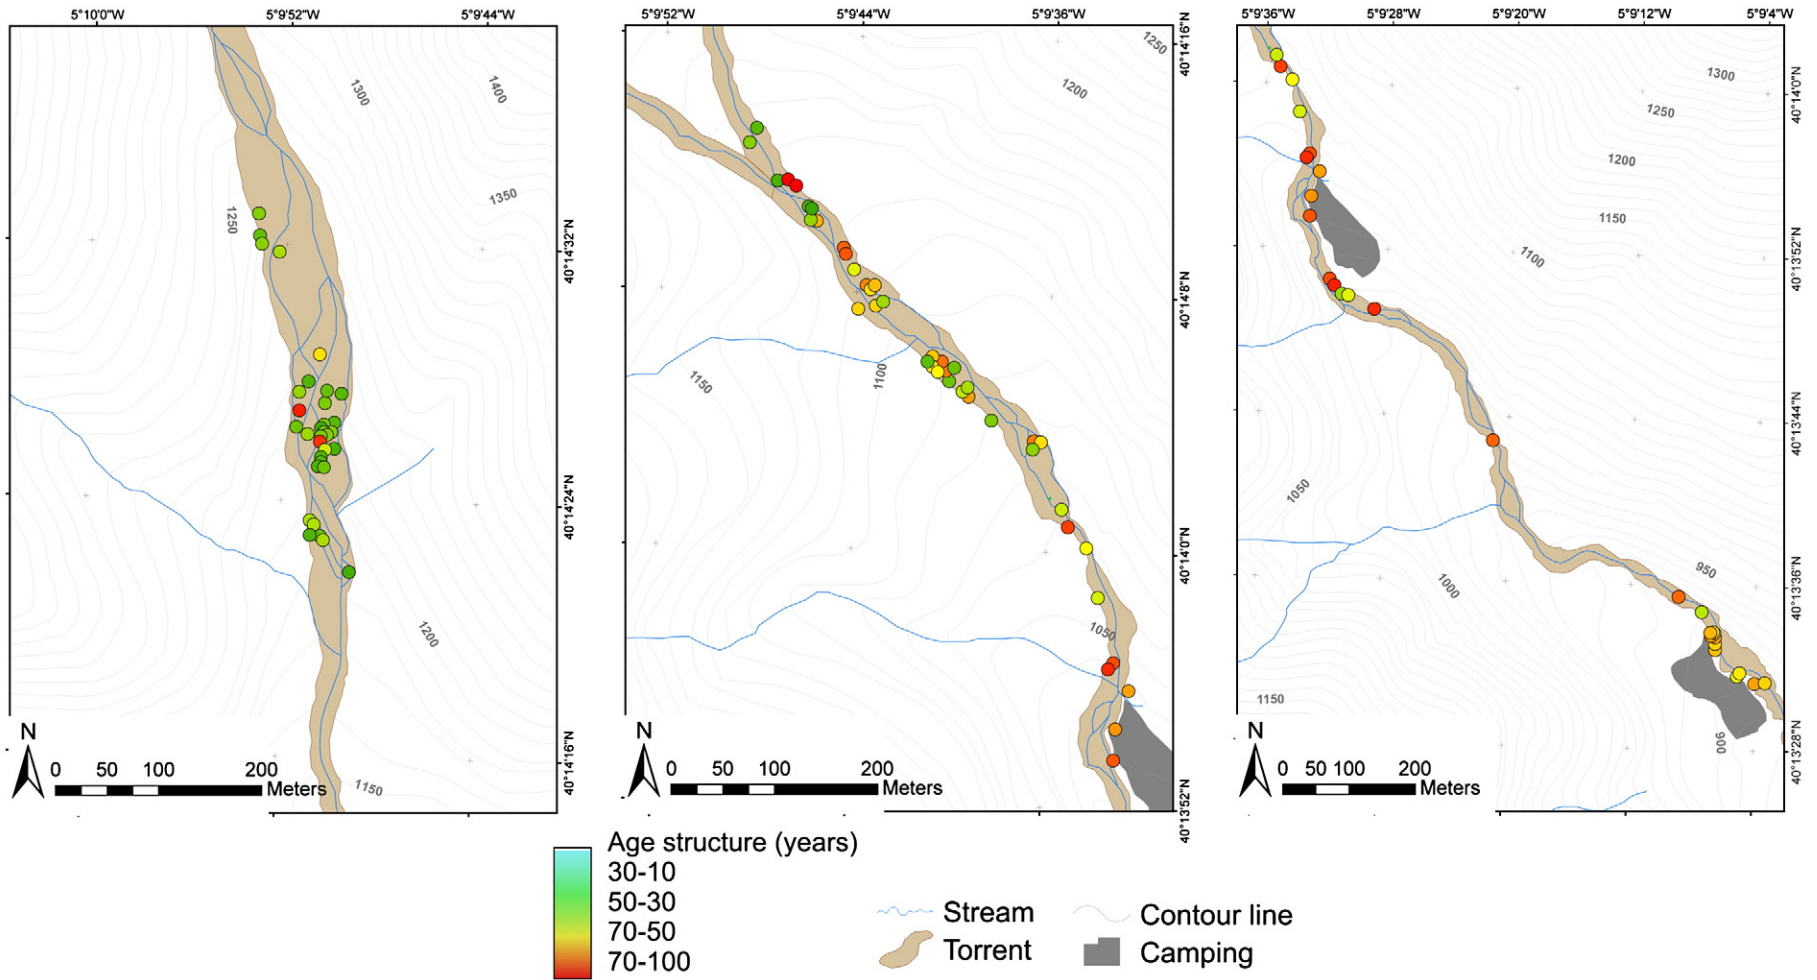 5°10'0"W 5°9'52"W 5°9'44"W
5°9'52"W 5°9'44"W 5°9'36"W
5°9'36"W 5°9'28"W 5°9'20"W 5°9'12"W 5°9'4"W
1300
1400
1350
1250
1200
1150
40°14'32"N
40°14'24"N
40°14'16"N
N
0 50 100 200
Meters
1250
1200
1150
1100
1050
40°14'16"N
40°14'8"N
40°14'0"N
40°13'52"N
N
0 50 100 200
Meters
1300
1250
1200
1150
1100
1050
1000
950
1150
900
40°14'0"N
40°13'52"N
40°13'44"N
40°13'36"N
40°13'28"N
N
0 50 100 200
Meters
Age structure (years)
30-10
50-30
70-50
70-100
Stream
Torrent
Contour line
Camping